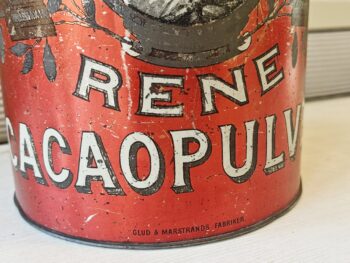 RENE
CACAOPULV
GLUD & MARSTRANDS FABRIKER